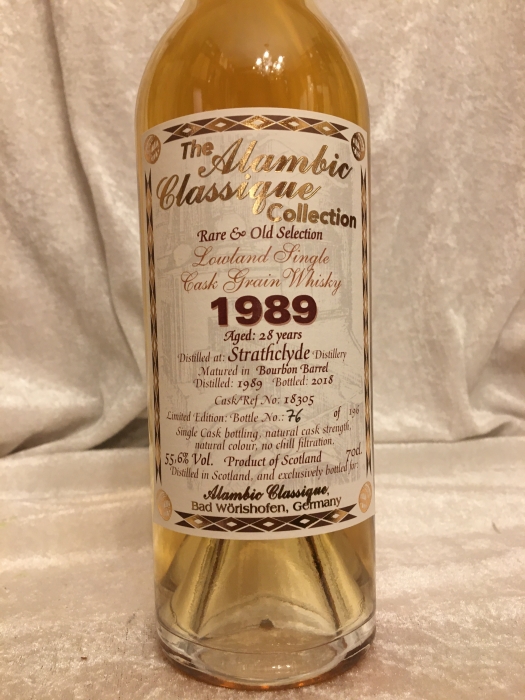 The Alambic
Classique
Collection
Rare & Old Selection
Lowland Single
Cask Grain Whisky
1989
Aged: 28 years
Distilled at: Strathclyde Distillery
Matured in Bourbon Barrel
Distilled: 1989 Bottled: 2018
Cask/Ref.No: 18305
Limited Edition: Bottle No.: 76 of 196
Single Cask bottling, natural cask strength,
natural colour, no chill filtration.
55,6% Vol. Product of Scotland 70cl.
Distilled in Scotland, and exclusively bottled for:
Alambic Classique,
Bad Wörishofen, Germany